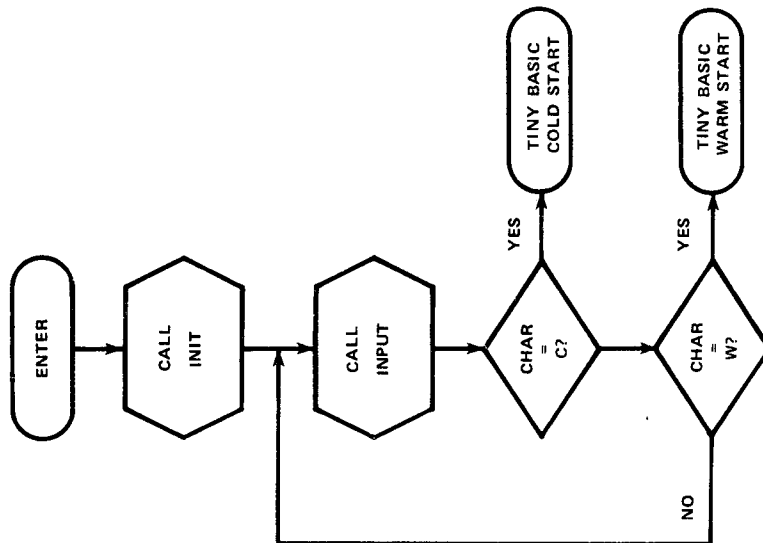 ENTER
CALL
INIT
CALL
INPUT
CHAR
= C?
YES
TINY BASIC
COLD START
CHAR
= W?
YES
TINY BASIC
WARM START
NO